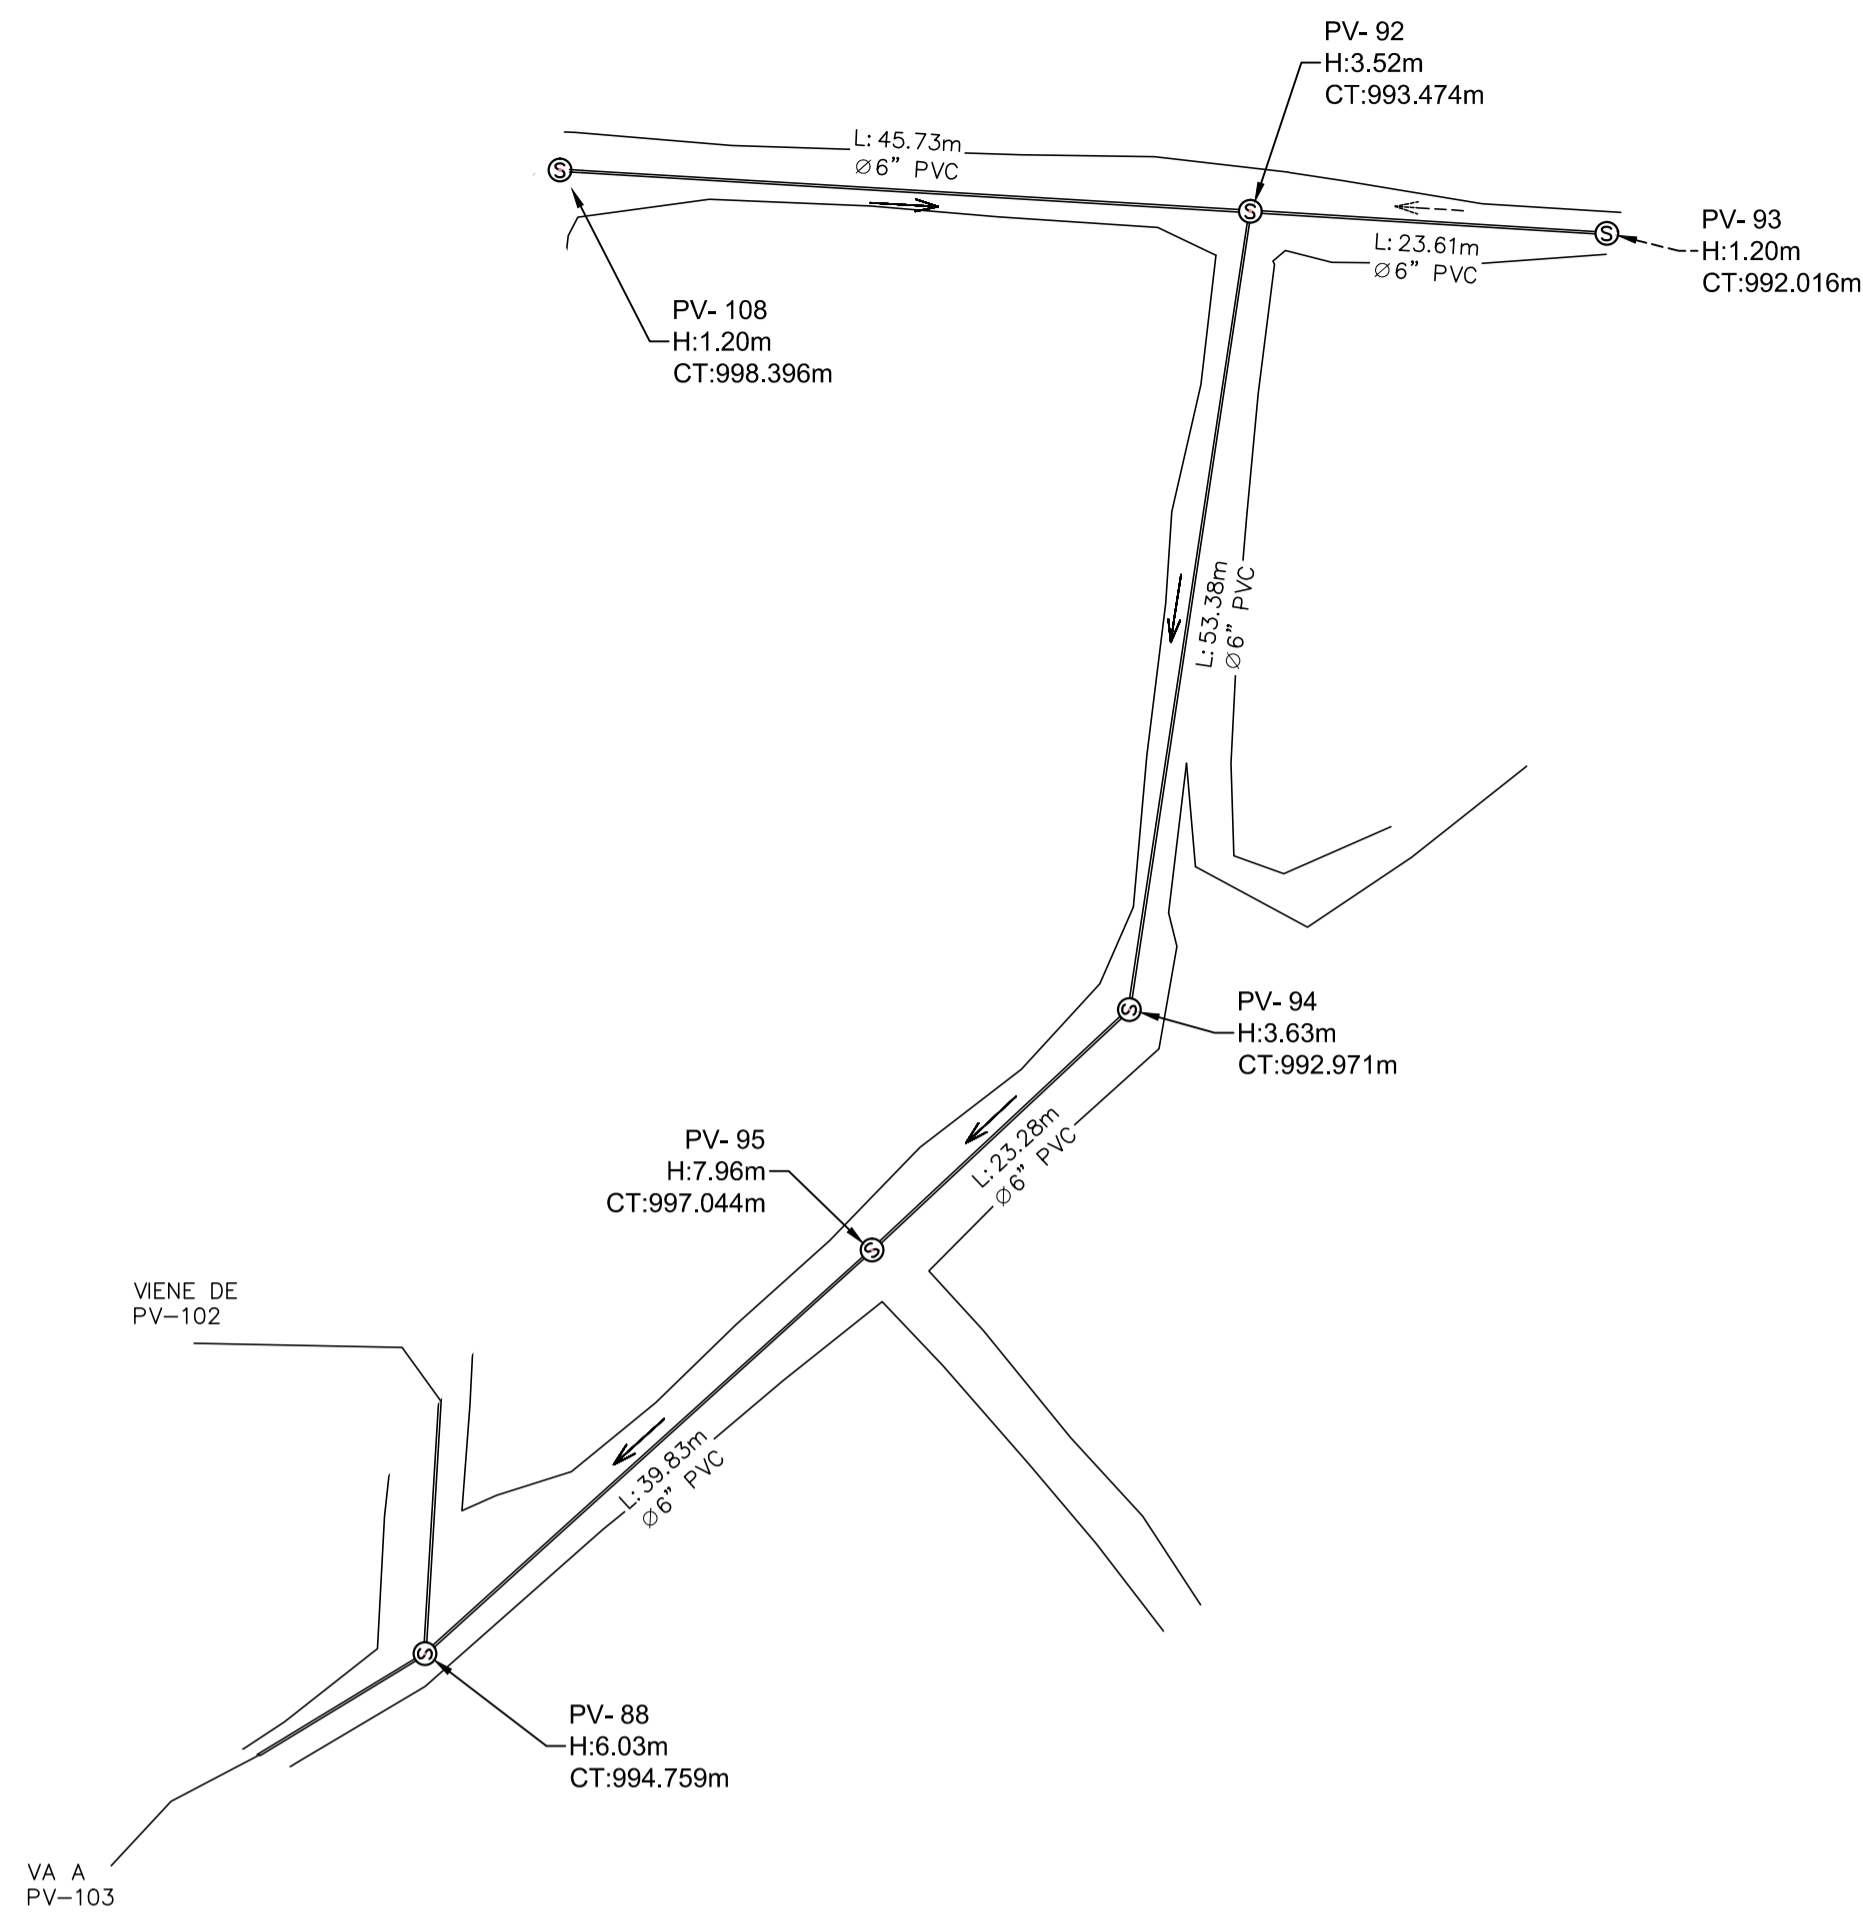 PV- 92
H:3.52m
CT:993.474m
L: 45.73m
Ø6" PVC
S
S
S
PV- 93
H:1.20m
CT:992.016m
L: 23.61m
Ø6" PVC
PV- 108
H:1.20m
CT:998.396m
L: 53.38m
Ø6" PVC
S
PV- 94
H:3.63m
CT:992.971m
L: 23.28m
Ø6" PVC
PV- 95
H:7.96m
CT:997.044m
S
VIENE DE
PV-102
L: 39.83m
Ø6" PVC
S
PV- 88
H:6.03m
CT:994.759m
VA A
PV-103